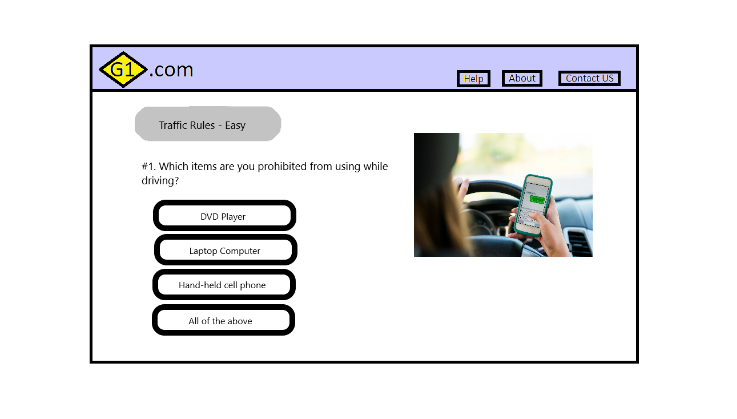 G1.com
Help
About
Contact US
Traffic Rules - Easy
#1. Which items are you prohibited from using while
driving?
DVD Player
Laptop Computer
Hand-held cell phone
All of the above